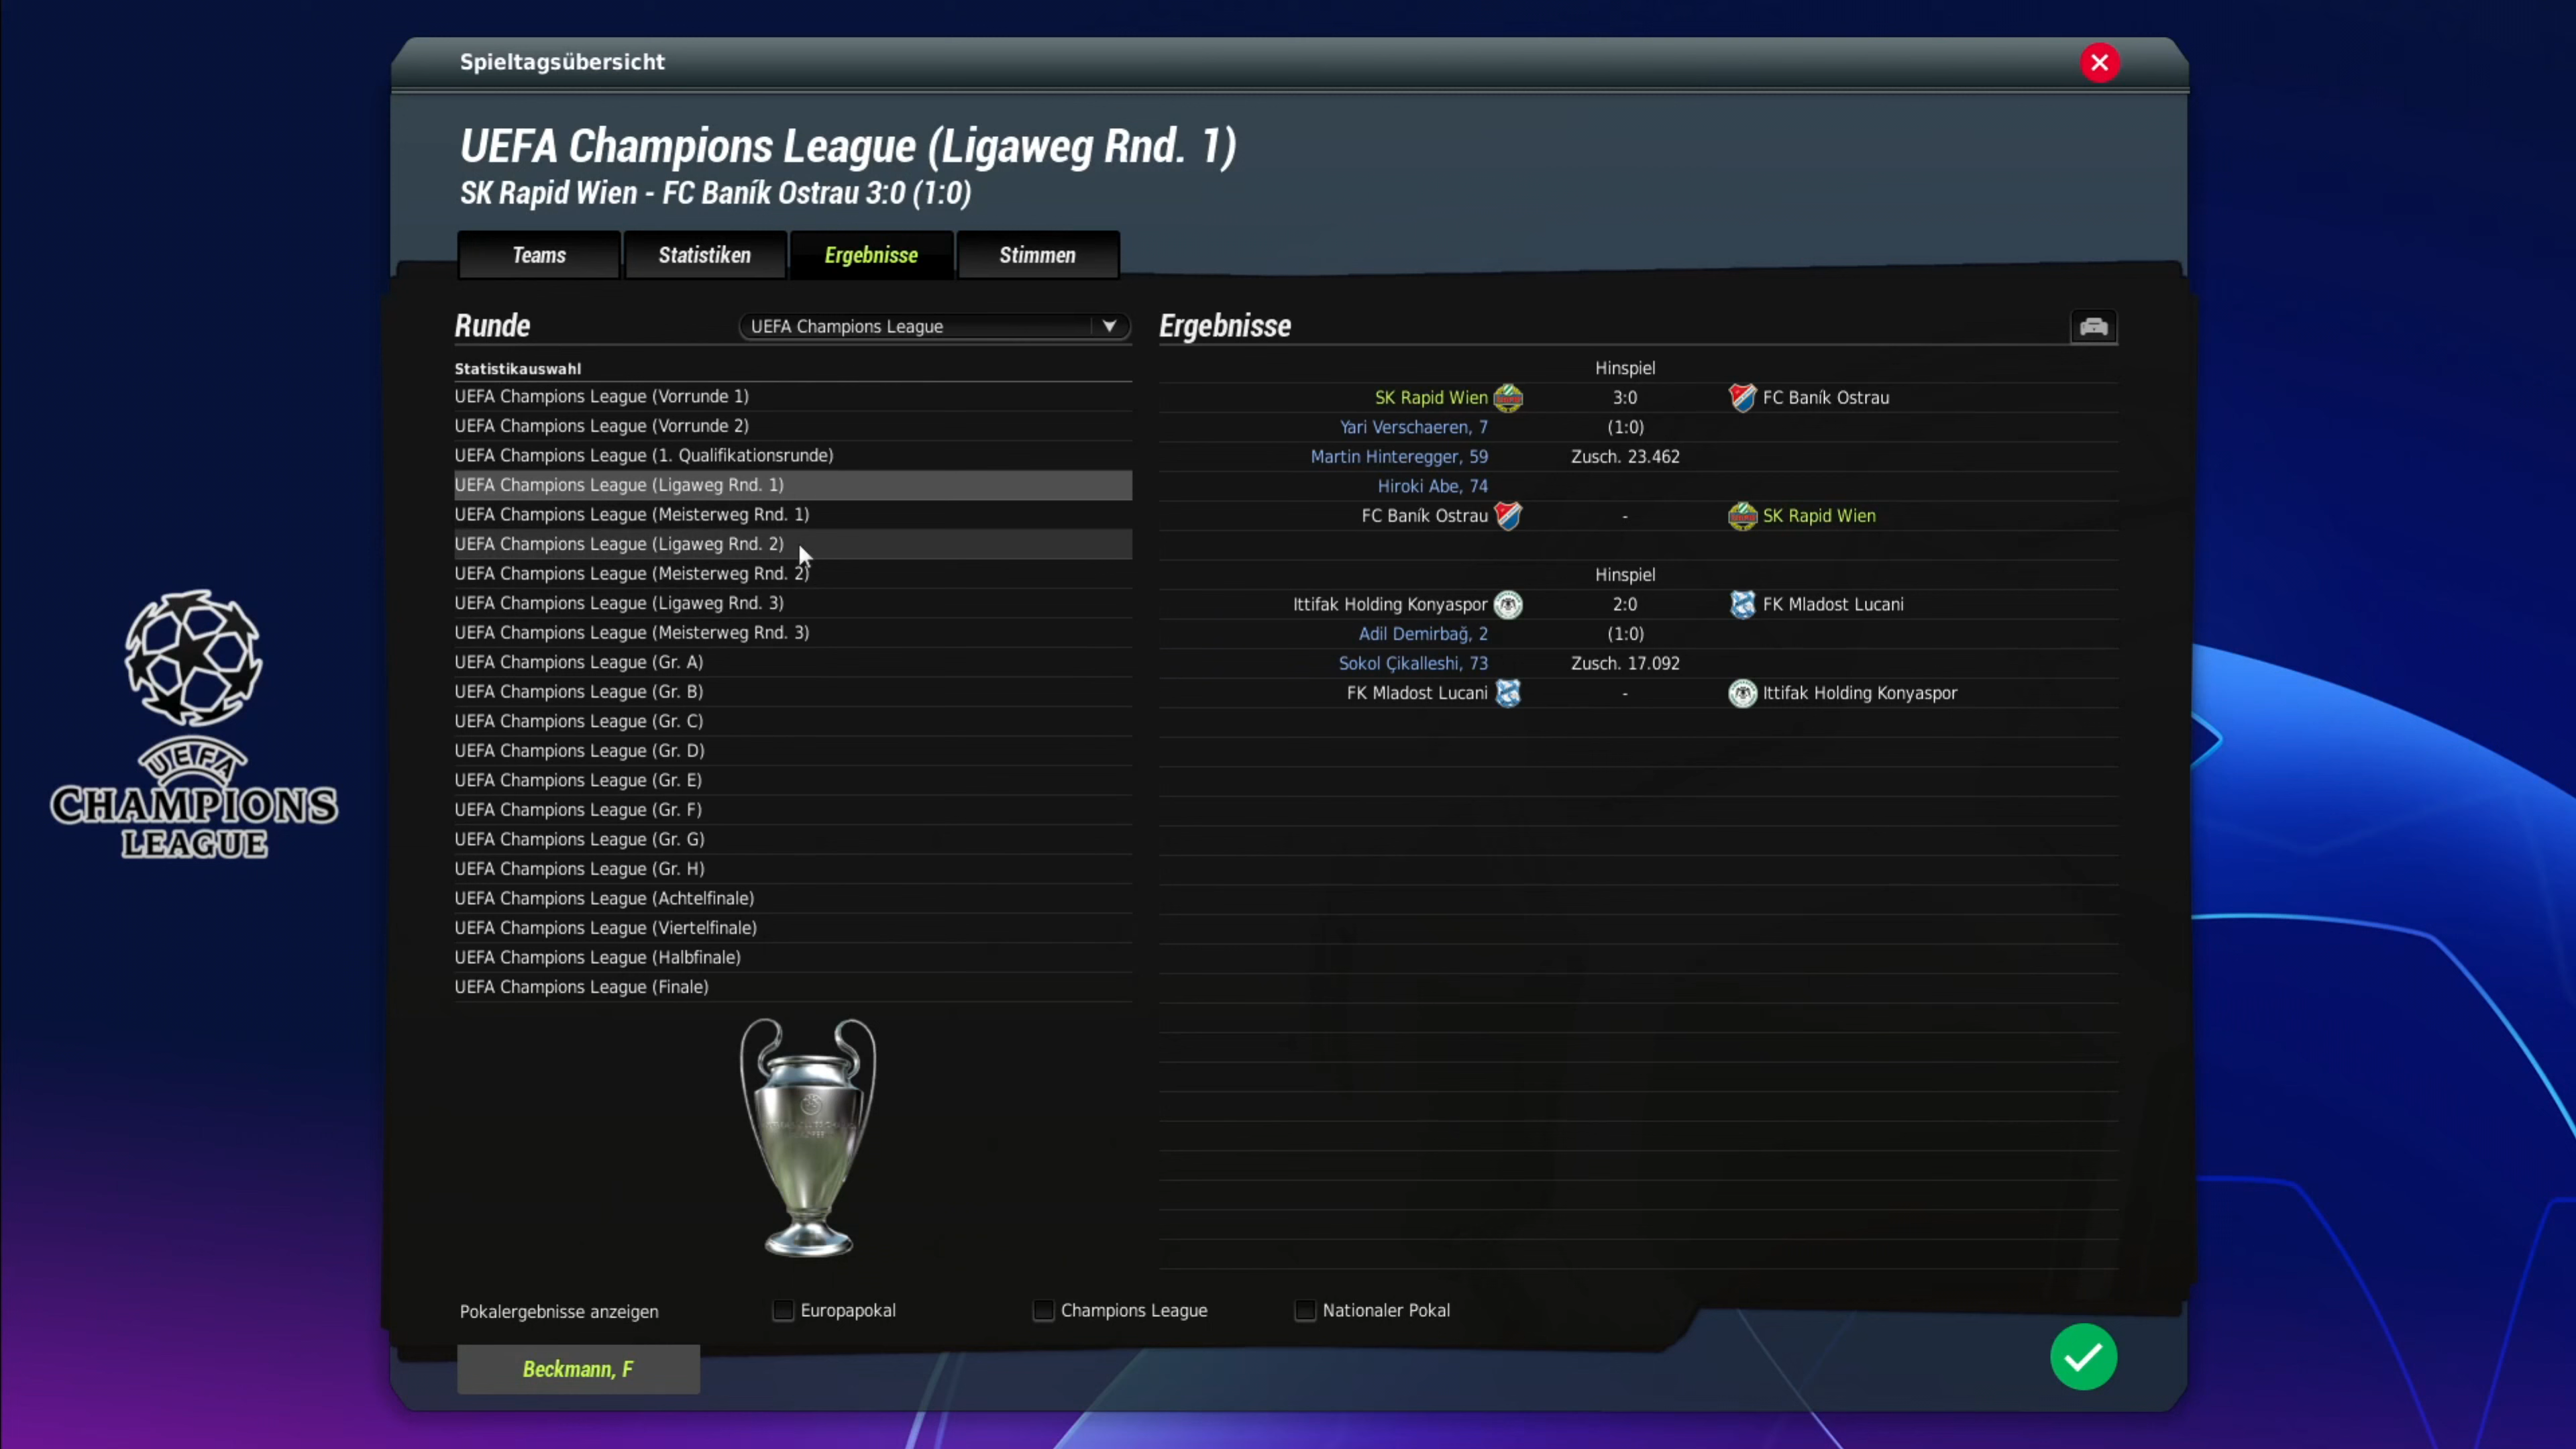 Spieltagsübersicht
UEFA Champions League (Ligaweg Rnd. 1)
SK Rapid Wien - FC Baník Ostrau 3:0 (1:0)
Teams Statistiken Ergebnisse Stimmen
Runde UEFA Champions League
Statistikauswahl
UEFA Champions League (Vorrunde 1)
UEFA Champions League (Vorrunde 2)
UEFA Champions League (1. Qualifikationsrunde)
UEFA Champions League (Ligaweg Rnd. 1)
UEFA Champions League (Meisterweg Rnd. 1)
UEFA Champions League (Ligaweg Rnd. 2)
UEFA Champions League (Meisterweg Rnd. 2)
UEFA Champions League (Ligaweg Rnd. 3)
UEFA Champions League (Meisterweg Rnd. 3)
UEFA Champions League (Gr. A)
UEFA Champions League (Gr. B)
UEFA Champions League (Gr. C)
UEFA Champions League (Gr. D)
UEFA Champions League (Gr. E)
UEFA Champions League (Gr. F)
UEFA Champions League (Gr. G)
UEFA Champions League (Gr. H)
UEFA Champions League (Achtelfinale)
UEFA Champions League (Viertelfinale)
UEFA Champions League (Halbfinale)
UEFA Champions League (Finale)
Ergebnisse
Hinspiel
SK Rapid Wien 3:0 FC Baník Ostrau
Yari Verschaeren, 7 (1:0)
Martin Hinteregger, 59 Zusch. 23.462
Hiroki Abe, 74
FC Baník Ostrau - SK Rapid Wien
Hinspiel
Ittifak Holding Konyaspor 2:0 FK Mladost Lucani
Adil Demirbağ, 2 (1:0)
Sokol Çikalleshi, 73 Zusch. 17.092
FK Mladost Lucani - Ittifak Holding Konyaspor
Pokalergebnisse anzeigen Europapokal Champions League Nationaler Pokal
Beckmann, F
UEFA
CHAMPIONS
LEAGUE